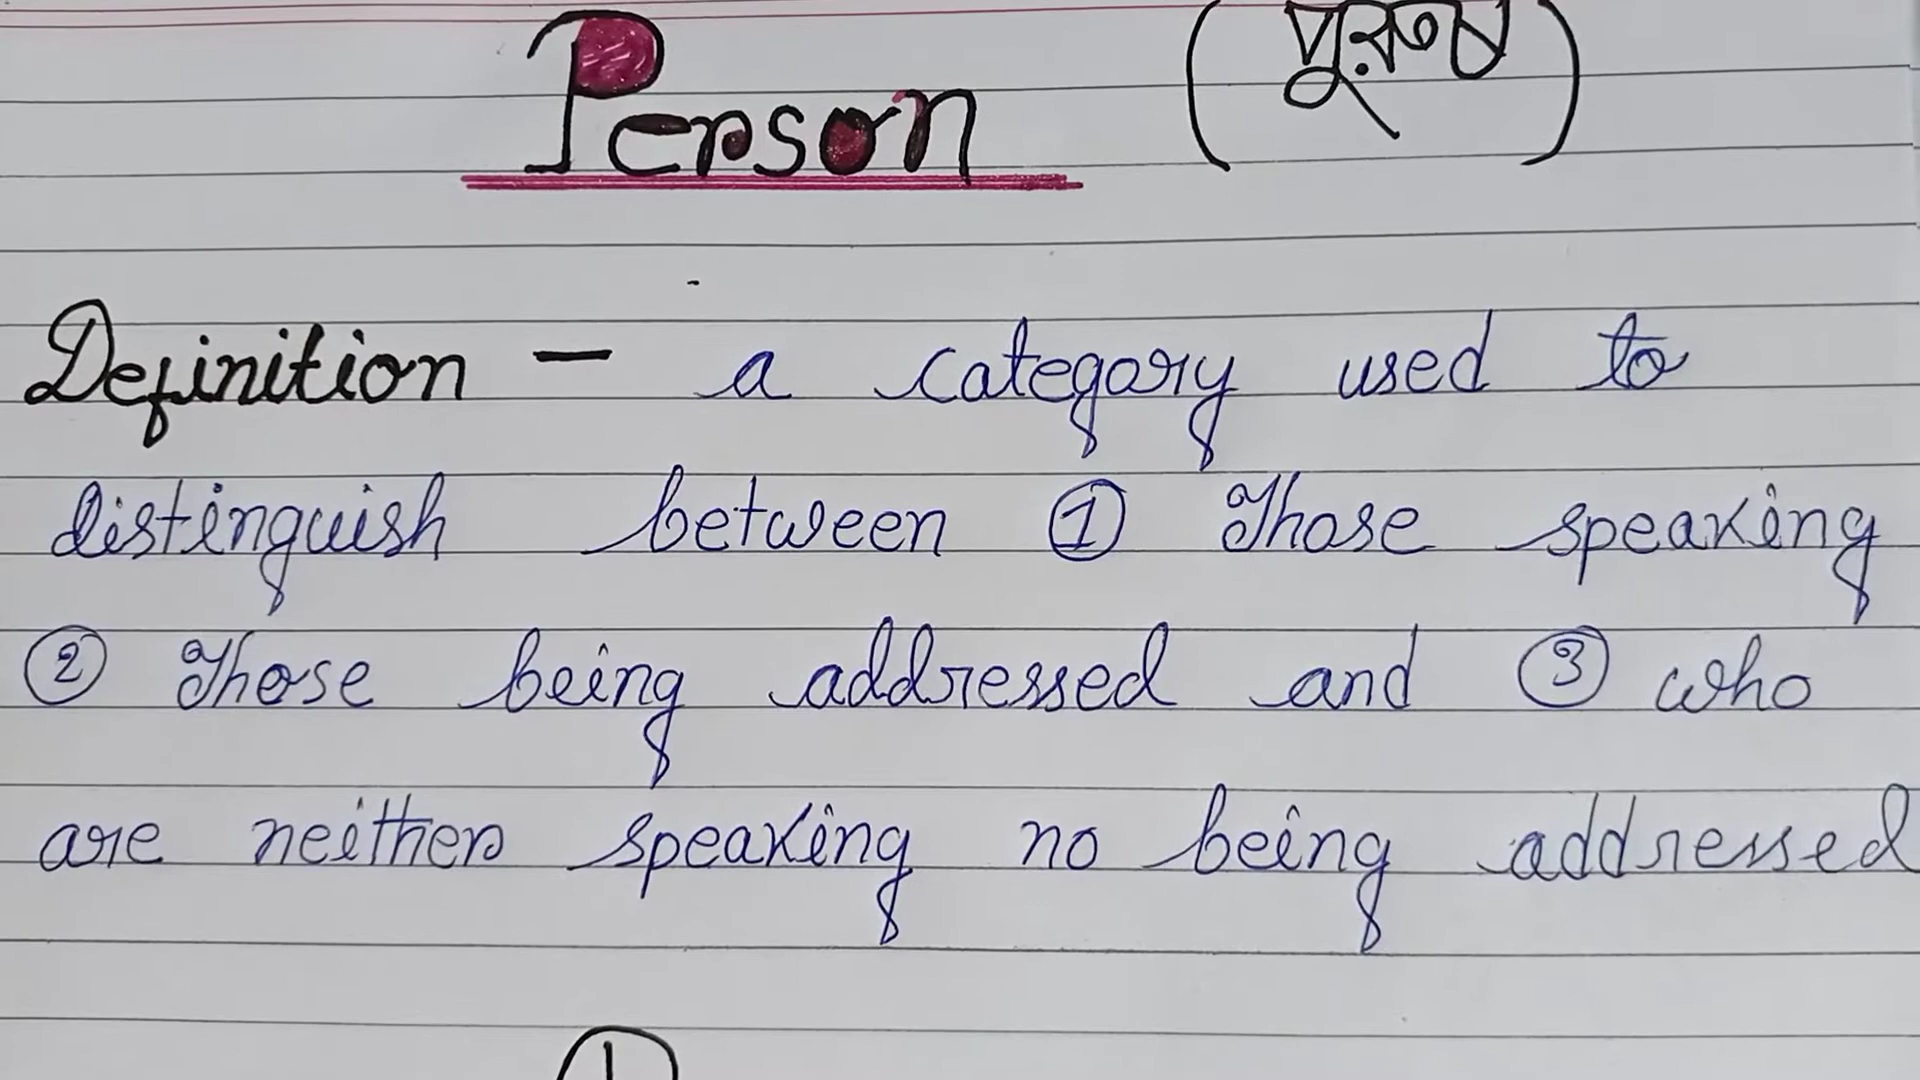 Person (পুরুষ)
Definition - a category used to
distinguish between ① Those speaking
② Those being addressed and ③ who
are neither speaking no being addressed
1